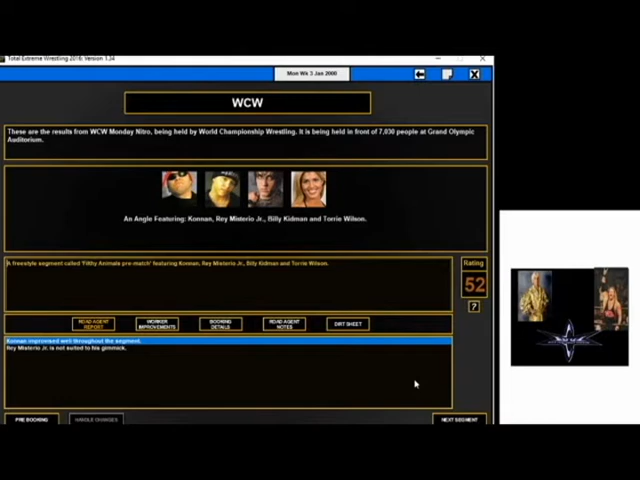 Total Extreme Wrestling 2016: Version 1.34
Mon Wk 3 Jan 2000
WCW
These are the results from WCW Monday Nitro, being held by World Championship Wrestling. It is being held in front of 7,030 people at Grand Olympic
Auditorium.
An Angle Featuring: Konnan, Rey Misterio Jr., Billy Kidman and Torrie Wilson.
A freestyle segment called 'Filthy Animals pre-match' featuring Konnan, Rey Misterio Jr., Billy Kidman and Torrie Wilson.
Rating
52
?
ROAD AGENT
REPORT
WORKER
IMPROVEMENTS
BOOKING
DETAILS
ROAD AGENT
NOTES
DIRT SHEET
Konnan improvised well throughout the segment.
Rey Misterio Jr. is not suited to his gimmick.
PRE BOOKING
HANDLE CHANGES
NEXT SEGMENT